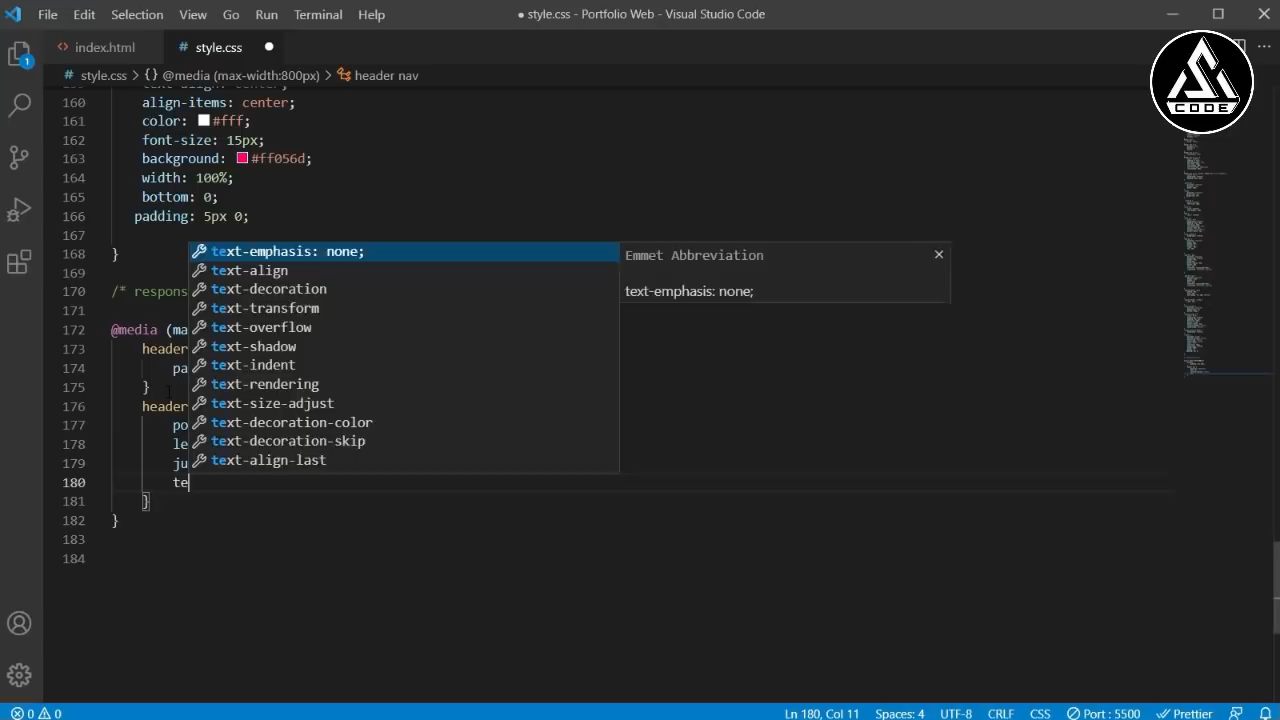 File Edit Selection View Go Run Terminal Help
● style.css - Portfolio Web - Visual Studio Code
index.html
# style.css
# style.css > {} @media (max-width:800px) > header nav
CODE
160 align-items: center;
161 color: #fff;
162 font-size: 15px;
163 background: #ff056d;
164 width: 100%;
165 bottom: 0;
166 padding: 5px 0;
167
168 }
169
170 /* respons
171
172 @media (ma
173 header
174 pa
175 }
176 header
177 po
178 le
179 ju
180 te
181 }
182 }
183
184
text-emphasis: none;
text-align
text-decoration
text-transform
text-overflow
text-shadow
text-indent
text-rendering
text-size-adjust
text-decoration-color
text-decoration-skip
text-align-last
Emmet Abbreviation
text-emphasis: none;
1
0 0
Ln 180, Col 11 Spaces: 4 UTF-8 CRLF CSS Port : 5500 Prettier